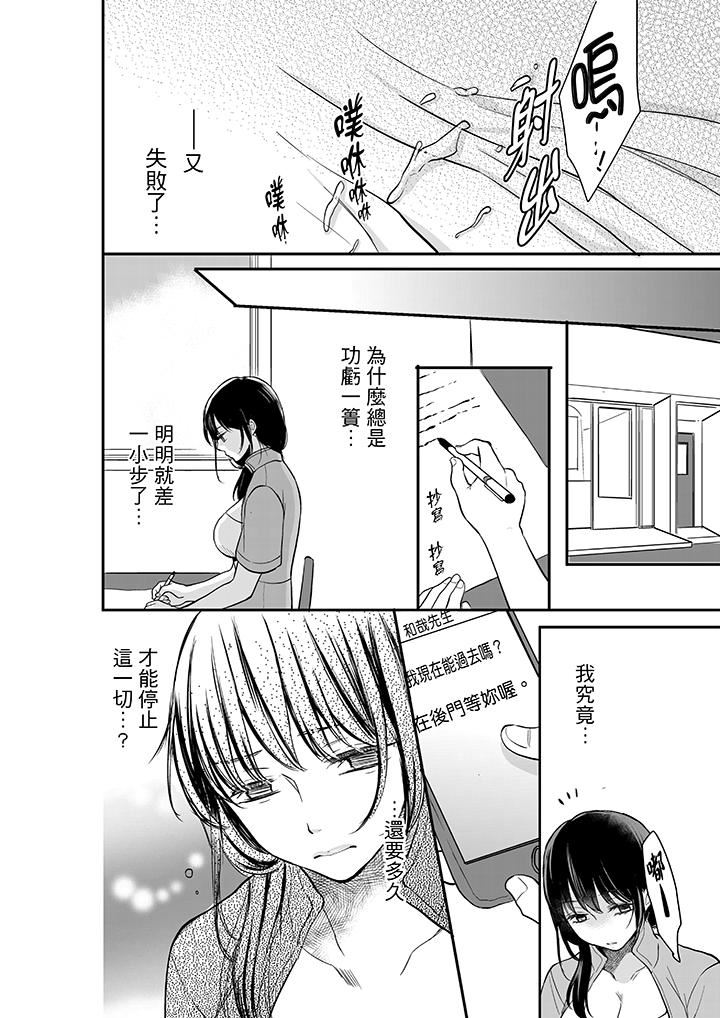 嗚…!
射出
噗咻咻咻
噗咻
──又
失敗了…
為什麼總是
功虧一簣…
抄寫
抄寫
明明就差
一小步了…
我究竟…
嘟──
和哉先生
我現在能過去嗎？
在後門等妳喔。
…還要多久
才能停止
這一切…？